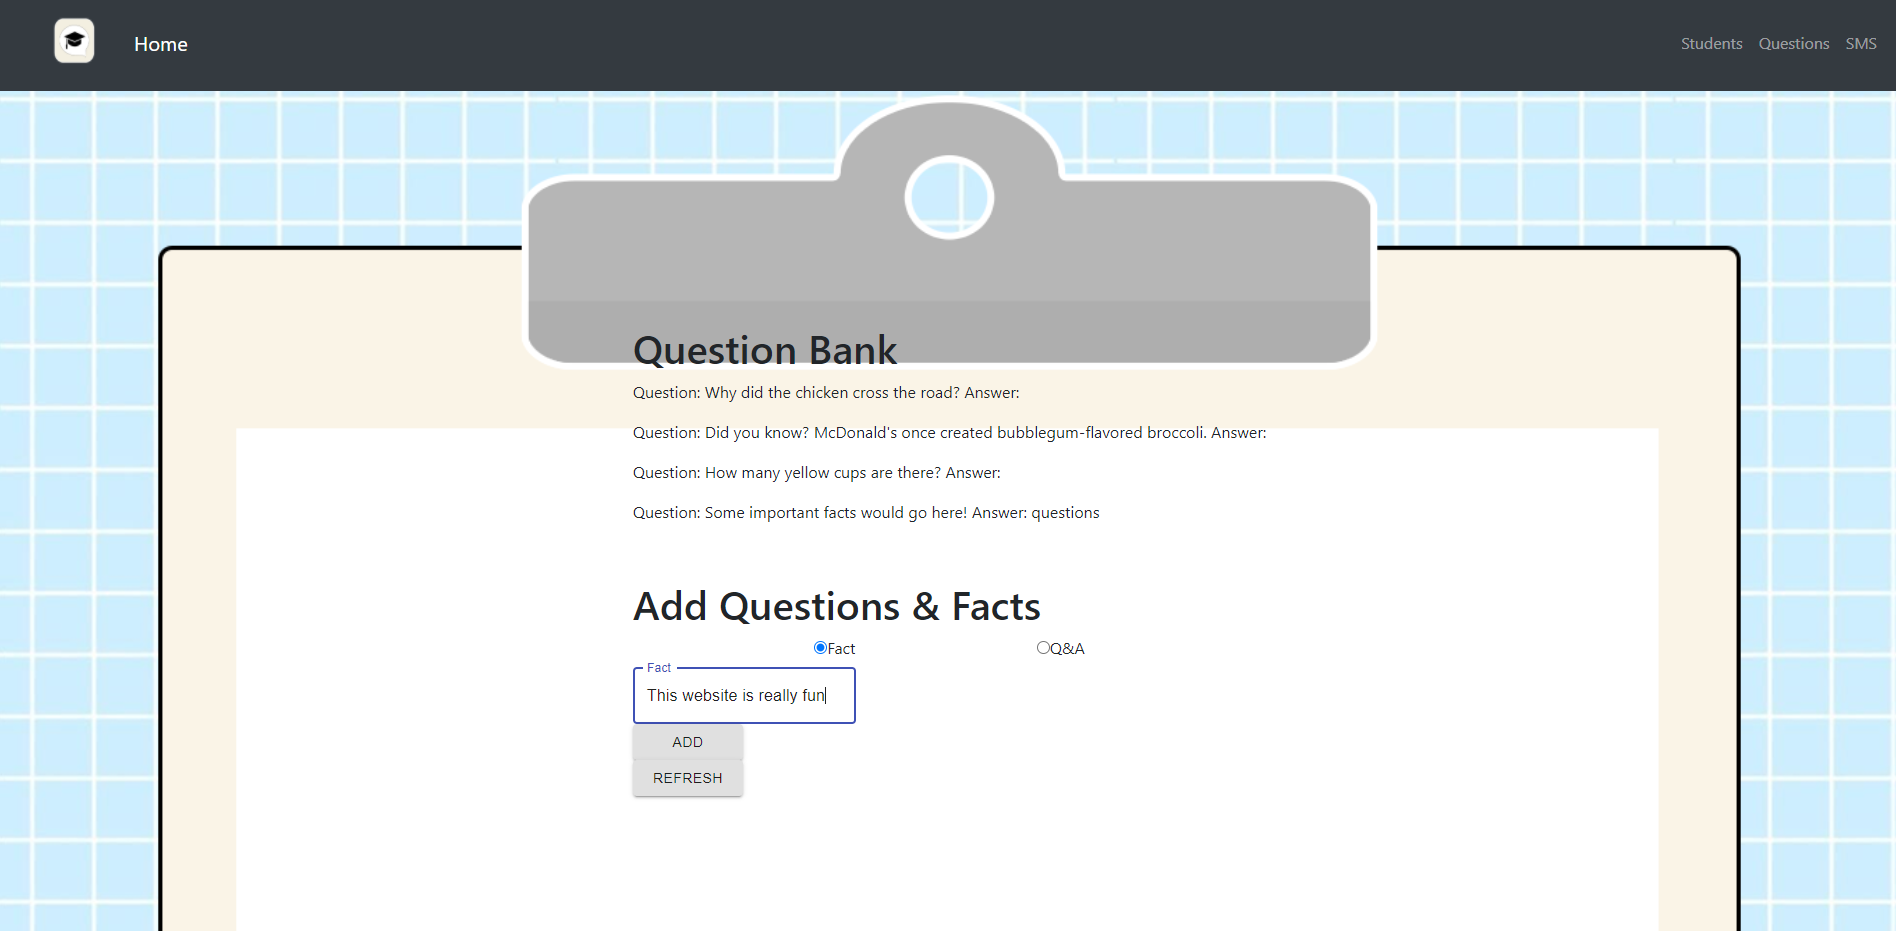 Home
Students Questions SMS
Question Bank
Question: Why did the chicken cross the road? Answer:
Question: Did you know? McDonald's once created bubblegum-flavored broccoli. Answer:
Question: How many yellow cups are there? Answer:
Question: Some important facts would go here! Answer: questions
Add Questions & Facts
Fact Q&A
Fact
This website is really fun
ADD
REFRESH